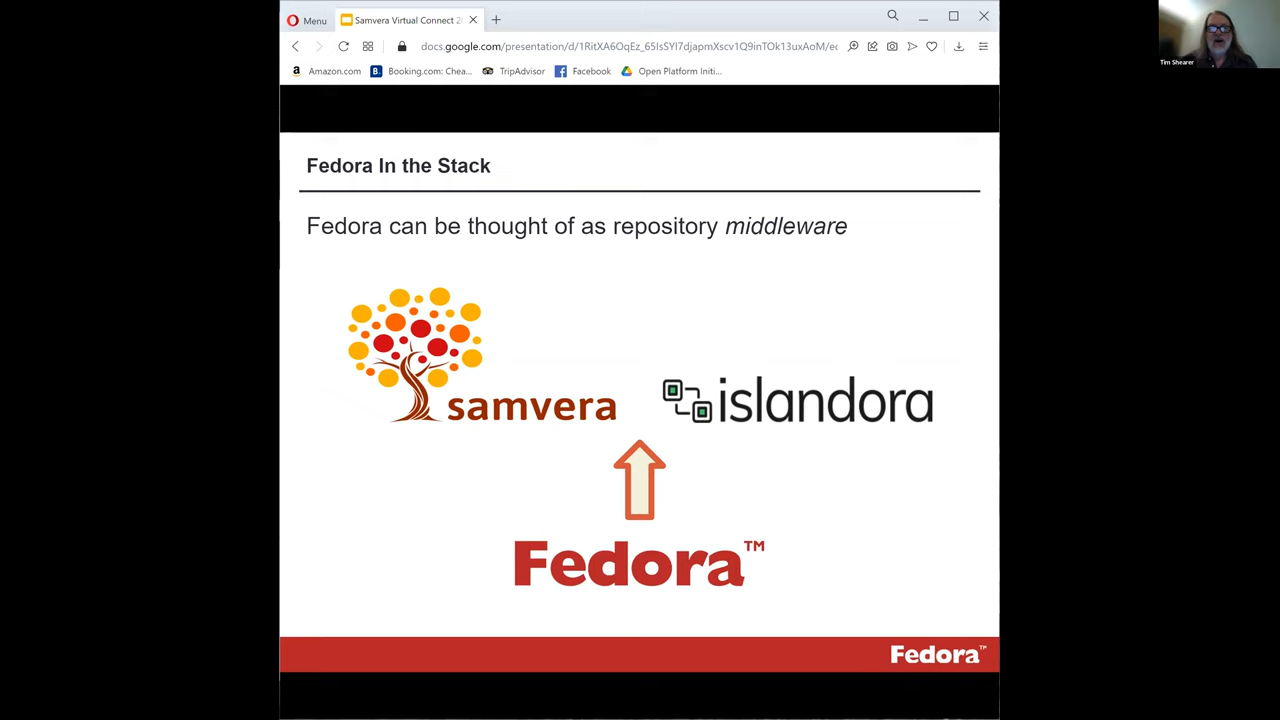 Menu
Samvera Virtual Connect 2
docs.google.com/presentation/d/1RitXA6OqEz_65IsSYI7djapmXscv1Q9inTOk13uxAoM/ec
Amazon.com
Booking.com: Chea...
TripAdvisor
Facebook
Open Platform Initi...
Tim Shearer
Fedora In the Stack
Fedora can be thought of as repository middleware
samvera
islandora
Fedora™
Fedora™